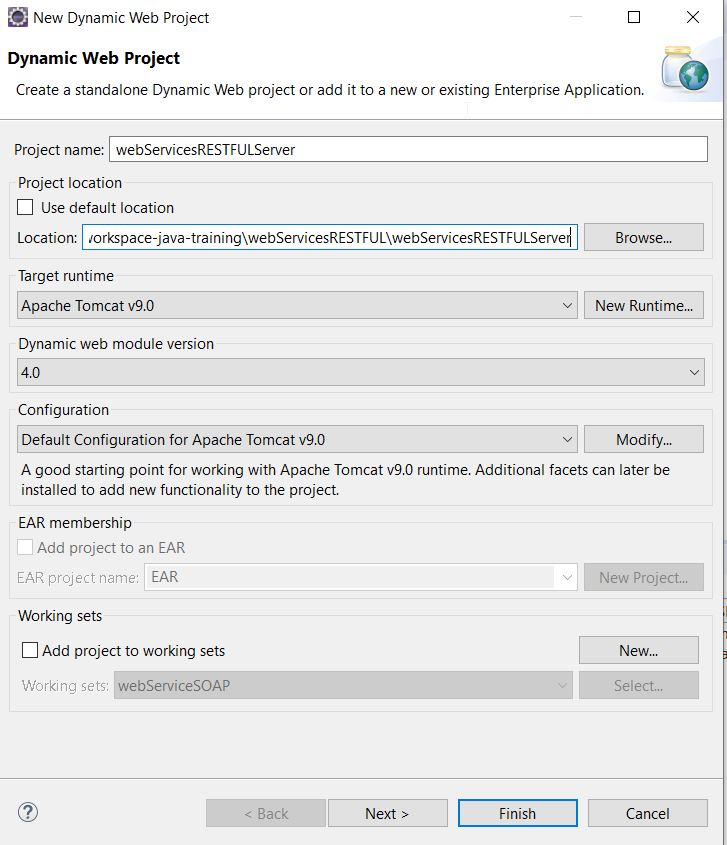 New Dynamic Web Project
Dynamic Web Project
Create a standalone Dynamic Web project or add it to a new or existing Enterprise Application.
Project name: webServicesRESTFULServer
Project location
Use default location
Location: vorkspace-java-training\webServicesRESTFUL\webServicesRESTFULServer Browse...
Target runtime
Apache Tomcat v9.0 New Runtime...
Dynamic web module version
4.0
Configuration
Default Configuration for Apache Tomcat v9.0 Modify...
A good starting point for working with Apache Tomcat v9.0 runtime. Additional facets can later be
installed to add new functionality to the project.
EAR membership
Add project to an EAR
EAR project name: EAR New Project...
Working sets
Add project to working sets New...
Working sets: webServiceSOAP Select...
? < Back Next > Finish Cancel